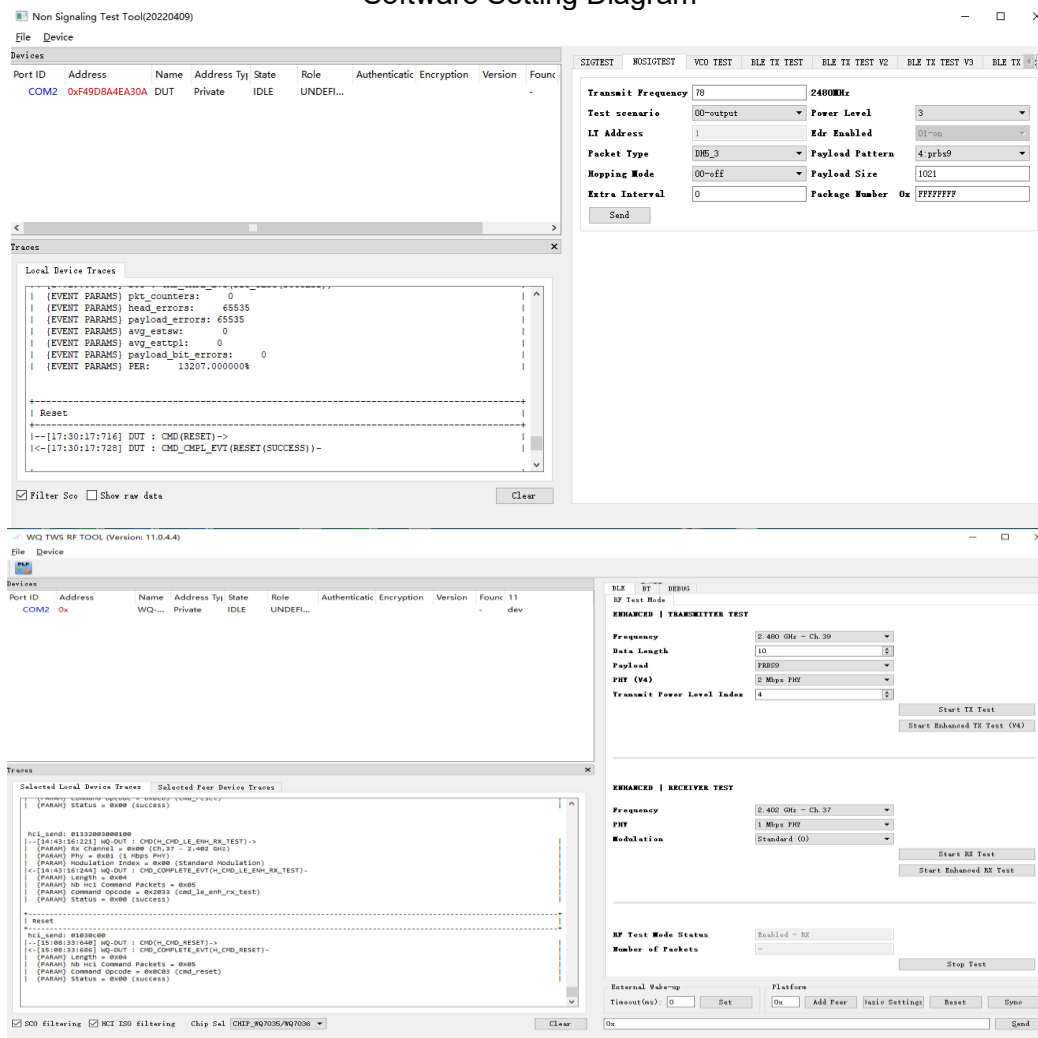 Software Setting Diagram
Non Signaling Test Tool(20220409)
File Device
Devices
Port ID Address Name Address Ty State Role Authenticatic Encryption Version Found
COM2 0xF49D8A4EA30A DUT Private IDLE UNDEFI... -
Traces
Local Device Traces
| {EVENT PARAMS} pkt_counters: 0 |
| {EVENT PARAMS} head_errors: 65535 |
| {EVENT PARAMS} payload_errors: 65535 |
| {EVENT PARAMS} avg_estsw: 0 |
| {EVENT PARAMS} avg_esttpl: 0 |
| {EVENT PARAMS} payload_bit_errors: 0 |
| {EVENT PARAMS} PER: 13207.000000% |
| Reset |
|--[17:30:17:716] DUT : CMD(RESET)-> |
|<-[17:30:17:728] DUT : CMD_CMPL_EVT(RESET(SUCCESS))- |
Filter Sco Show raw data Clear
SIGTEST NOSIGTEST VCO TEST BLE TX TEST BLE TX TEST V2 BLE TX TEST V3 BLE TX
Transmit Frequency 78 2480MHz
Test scenario 00-output Power Level 3
LT Address 1 Edr Enabled 01-on
Packet Type DH5_3 Payload Pattern 4:prbs9
Hopping Mode 00-off Payload Size 1021
Extra Interval 0 Package Number 0x FFFFFFFF
Send
WQ TWS RF TOOL (Version: 11.0.4.4)
File Device
PLP
Devices
Port ID Address Name Address Ty State Role Authenticatic Encryption Version Founc 11
COM2 0x WQ-... Private IDLE UNDEFI... - dev
Traces
Selected Local Device Traces Selected Peer Device Traces
| {PARAM} Command Opcode = 0x0C03 (cmd_reset)
| {PARAM} Status = 0x00 (success)
hci_send: 01332003000100
|--[14:43:16:221] WQ-DUT : CMD(H_CMD_LE_ENH_RX_TEST)->
| {PARAM} RX Channel = 0x00 (Ch.37 - 2.402 GHz)
| {PARAM} Phy = 0x01 (1 Mbps PHY)
| {PARAM} Modulation Index = 0x00 (Standard Modulation)
|<-[14:43:16:244] WQ-DUT : CMD_COMPLETE_EVT(H_CMD_LE_ENH_RX_TEST)-
| {PARAM} Length = 0x04
| {PARAM} Nb Hci Command Packets = 0x05
| {PARAM} Command Opcode = 0x2033 (cmd_le_enh_rx_test)
| {PARAM} Status = 0x00 (success)
| Reset |
hci_send: 01030c00
|--[15:08:33:640] WQ-DUT : CMD(H_CMD_RESET)->
|<-[15:08:33:686] WQ-DUT : CMD_COMPLETE_EVT(H_CMD_RESET)-
| {PARAM} Length = 0x04
| {PARAM} Nb Hci Command Packets = 0x05
| {PARAM} Command Opcode = 0x0C03 (cmd_reset)
| {PARAM} Status = 0x00 (success)
SCO filtering HCI ISO filtering Chip Sel CHIP_WQ7035/WQ7036 Clear
BLE BT DEBUG
RF Test Mode
ENHANCED | TRANSMITTER TEST
Frequency 2.480 GHz - Ch.39
Data Length 10
Payload PRBS9
PHY (V4) 2 Mbps PHY
Transmit Power Level Index 4
Start TX Test
Start Enhanced TX Test (V4)
ENHANCED | RECEIVER TEST
Frequency 2.402 GHz - Ch.37
PHY 1 Mbps PHY
Modulation Standard (0)
Start RX Test
Start Enhanced RX Test
RF Test Mode Status Enabled - RX
Number of Packets -
Stop Test
External Wake-up Platform
Timeout(ms): 0 Set 0x Add Peer Basic Settings Reset Sync
0x Send